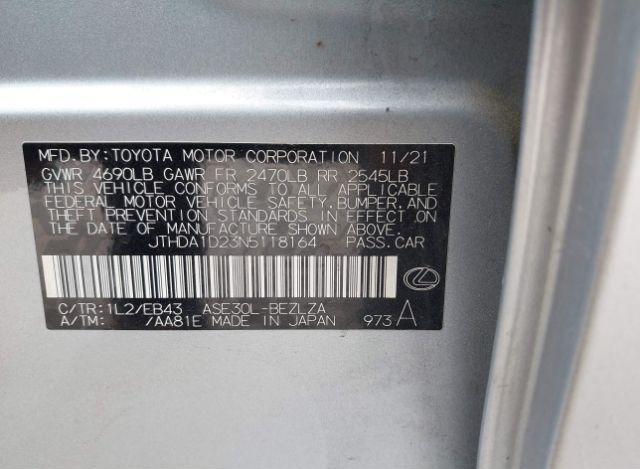 MFD.BY:TOYOTA MOTOR CORPORATION 11/21
GVWR 4690LB GAWR FR 2470LB RR 2545LB
THIS VEHICLE CONFORMS TO ALL APPLICABLE
FEDERAL MOTOR VEHICLE SAFETY, BUMPER, AND
THEFT PREVENTION STANDARDS IN EFFECT ON
THE DATE OF MANUFACTURE SHOWN ABOVE.
JTHDA1D23N5118164 PASS.CAR
C/TR:1L2/EB43 ASE30L-BEZLZA
A/TM: /AA81E MADE IN JAPAN 973 A